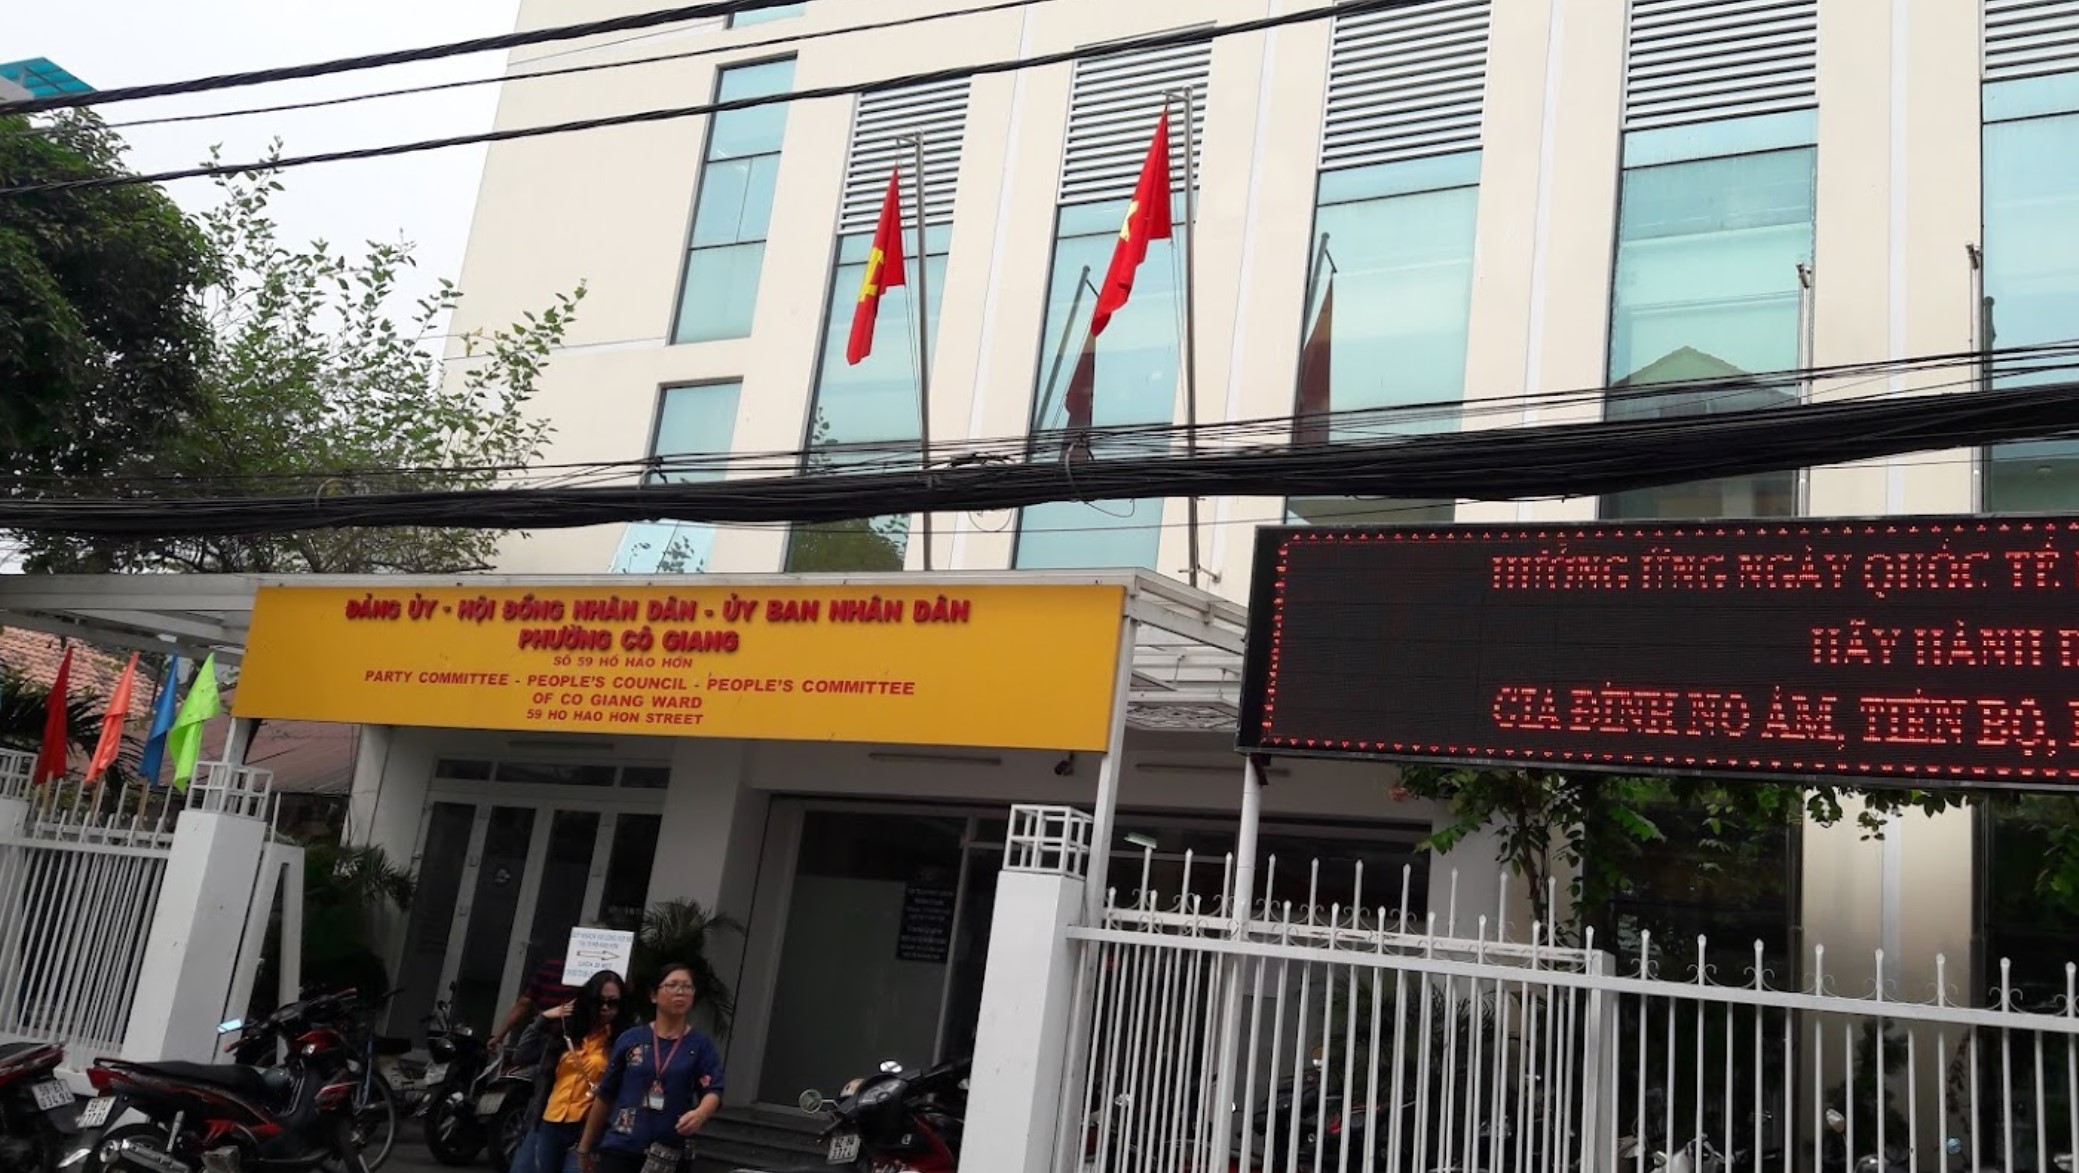 ĐẢNG ỦY - HỘI ĐỒNG NHÂN DÂN - ỦY BAN NHÂN DÂN
PHƯỜNG CÔ GIANG
SỐ 59 HỒ HẢO HỚN
PARTY COMMITTEE - PEOPLE'S COUNCIL - PEOPLE'S COMMITTEE
OF CO GIANG WARD
59 HO HAO HON STREET
HƯỞNG ỨNG NGÀY QUỐC TẾ
HÃY HÀNH
GIA ĐÌNH NO ẤM, TIẾN BỘ,